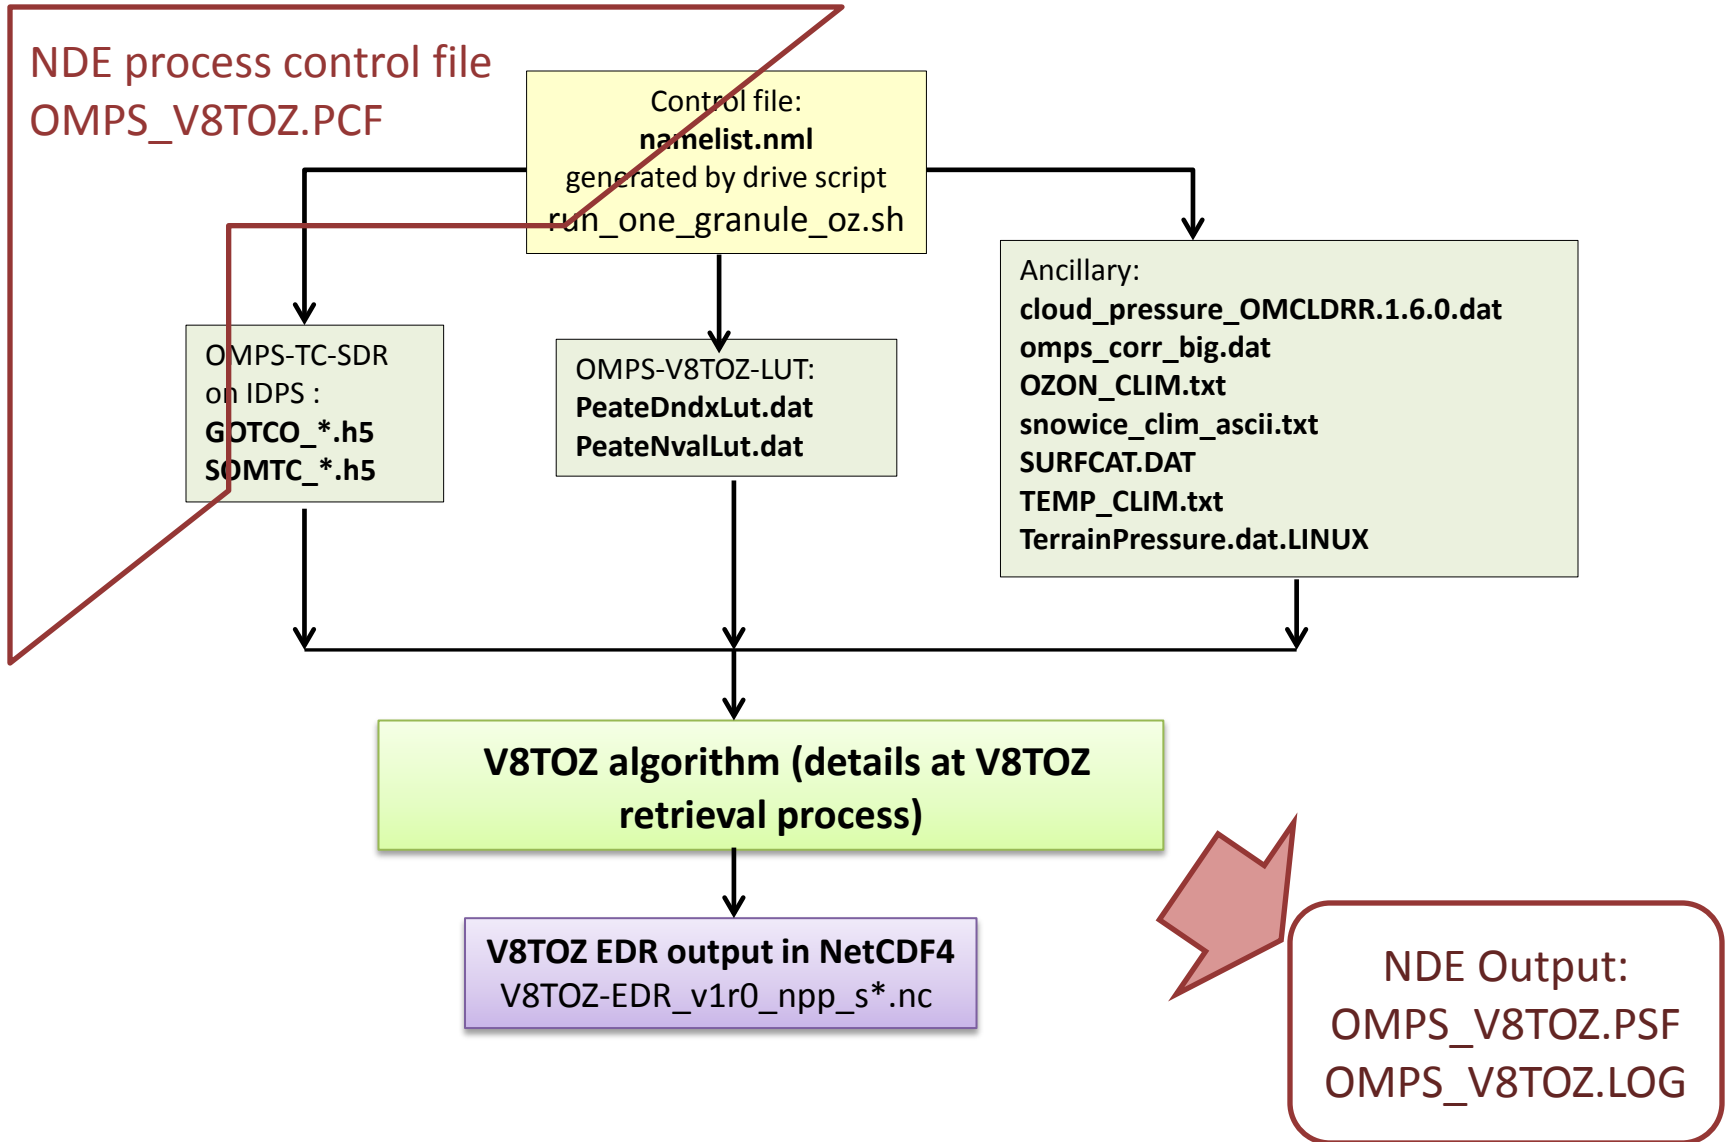 NDE process control file
OMPS_V8TOZ.PCF
Control file:
namelist.nml
generated by drive script
run_one_granule_oz.sh
OMPS-TC-SDR
on IDPS :
GOTCO_*.h5
SOMTC_*.h5
OMPS-V8TOZ-LUT:
PeateDndxLut.dat
PeateNvalLut.dat
Ancillary:
cloud_pressure_OMCLDRR.1.6.0.dat
omps_corr_big.dat
OZON_CLIM.txt
snowice_clim_ascii.txt
SURFCAT.DAT
TEMP_CLIM.txt
TerrainPressure.dat.LINUX
V8TOZ algorithm (details at V8TOZ
retrieval process)
V8TOZ EDR output in NetCDF4
V8TOZ-EDR_v1r0_npp_s*.nc
NDE Output:
OMPS_V8TOZ.PSF
OMPS_V8TOZ.LOG